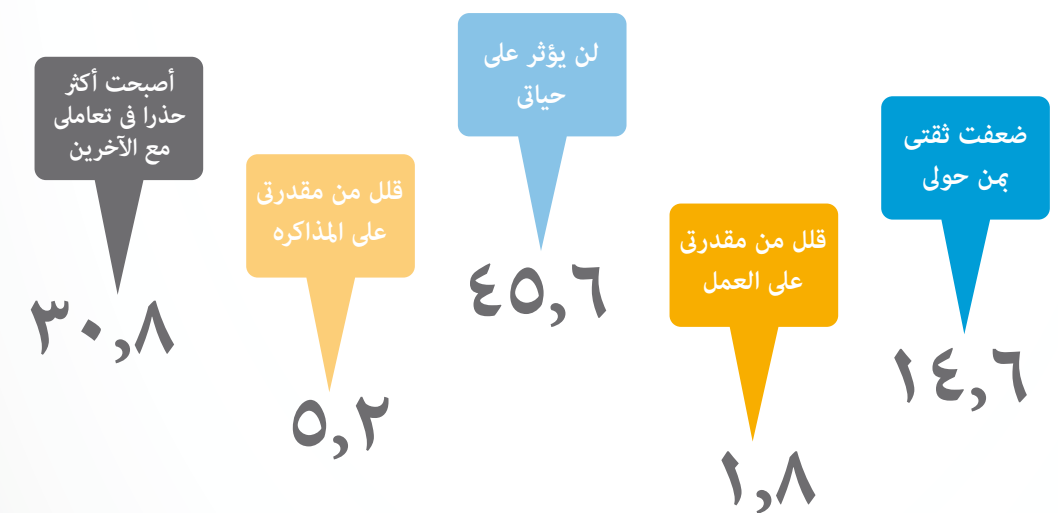 ضعفت ثقتى
بمن حولى
١٤,٦
قلل من مقدرتى
على العمل
١,٨
لن يؤثر على
حياتى
٤٥,٦
قلل من مقدرتى
على المذاكره
٥,٢
أصبحت أكثر
حذرا فى تعاملى
مع الآخرين
٣٠,٨